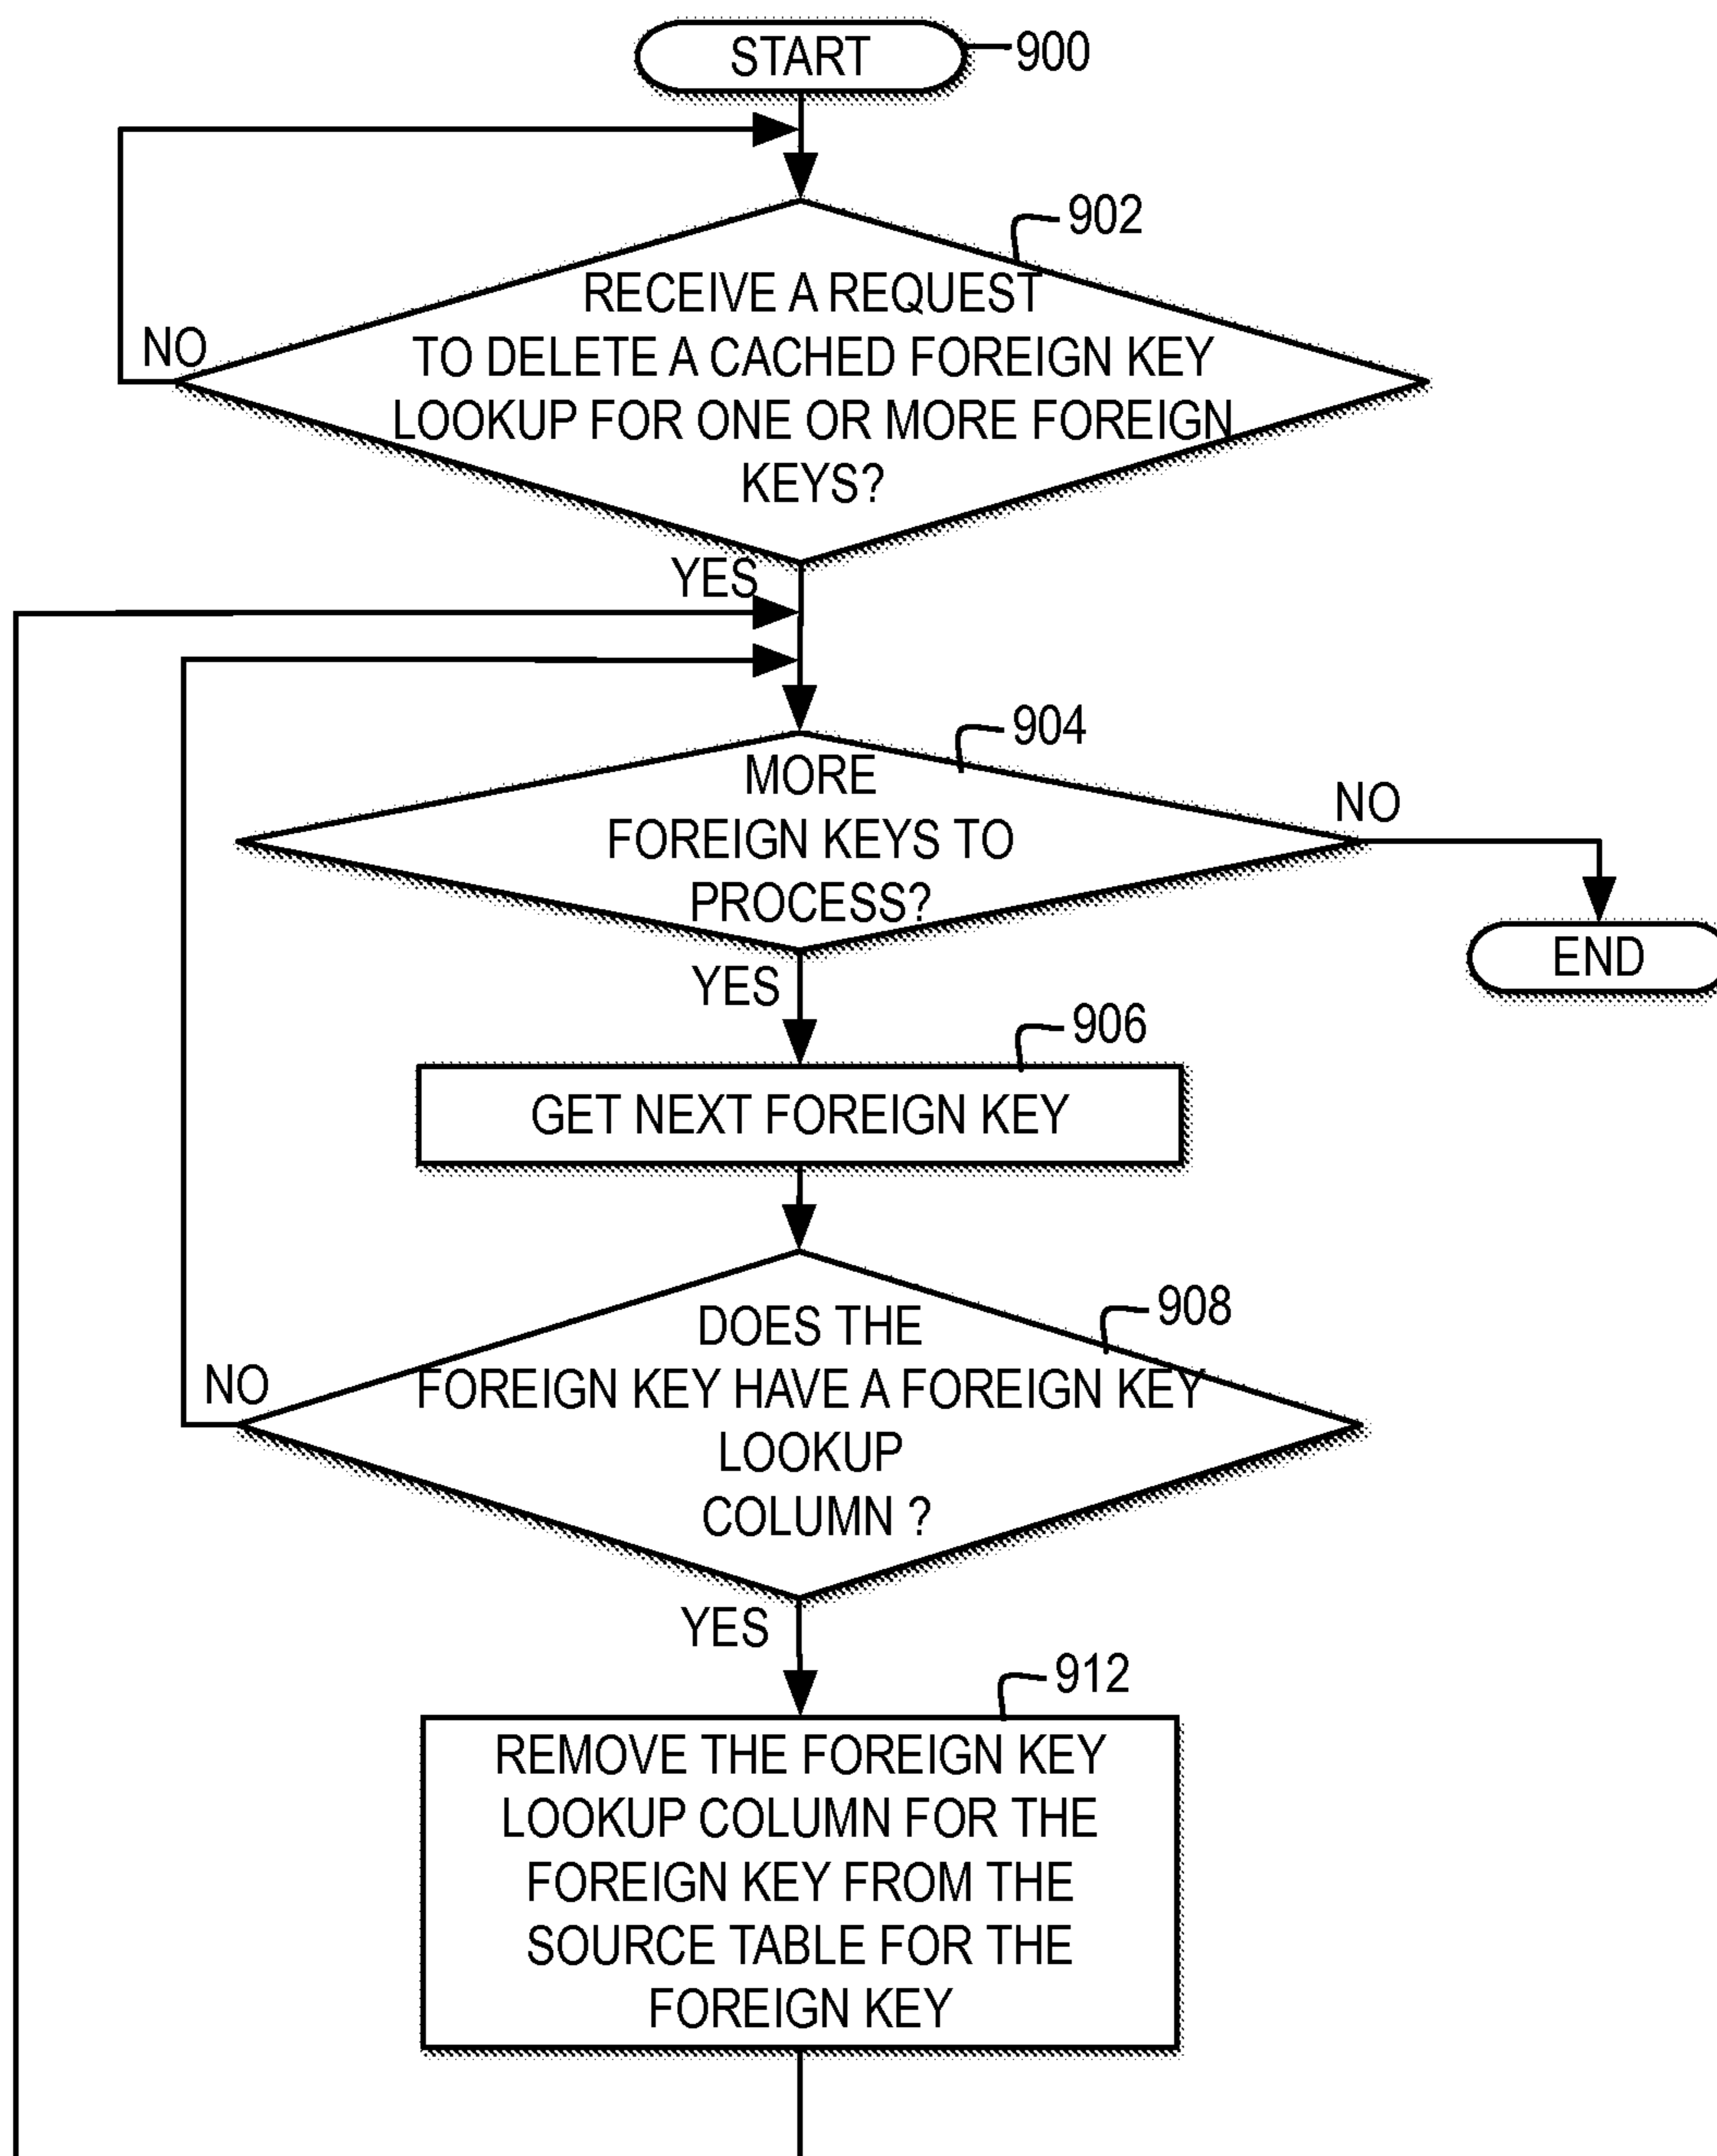 START
900
902
RECEIVE A REQUEST
TO DELETE A CACHED FOREIGN KEY
LOOKUP FOR ONE OR MORE FOREIGN
KEYS?
NO
YES
904
MORE
FOREIGN KEYS TO
PROCESS?
NO
END
YES
906
GET NEXT FOREIGN KEY
908
DOES THE
FOREIGN KEY HAVE A FOREIGN KEY
LOOKUP
COLUMN ?
NO
YES
912
REMOVE THE FOREIGN KEY
LOOKUP COLUMN FOR THE
FOREIGN KEY FROM THE
SOURCE TABLE FOR THE
FOREIGN KEY